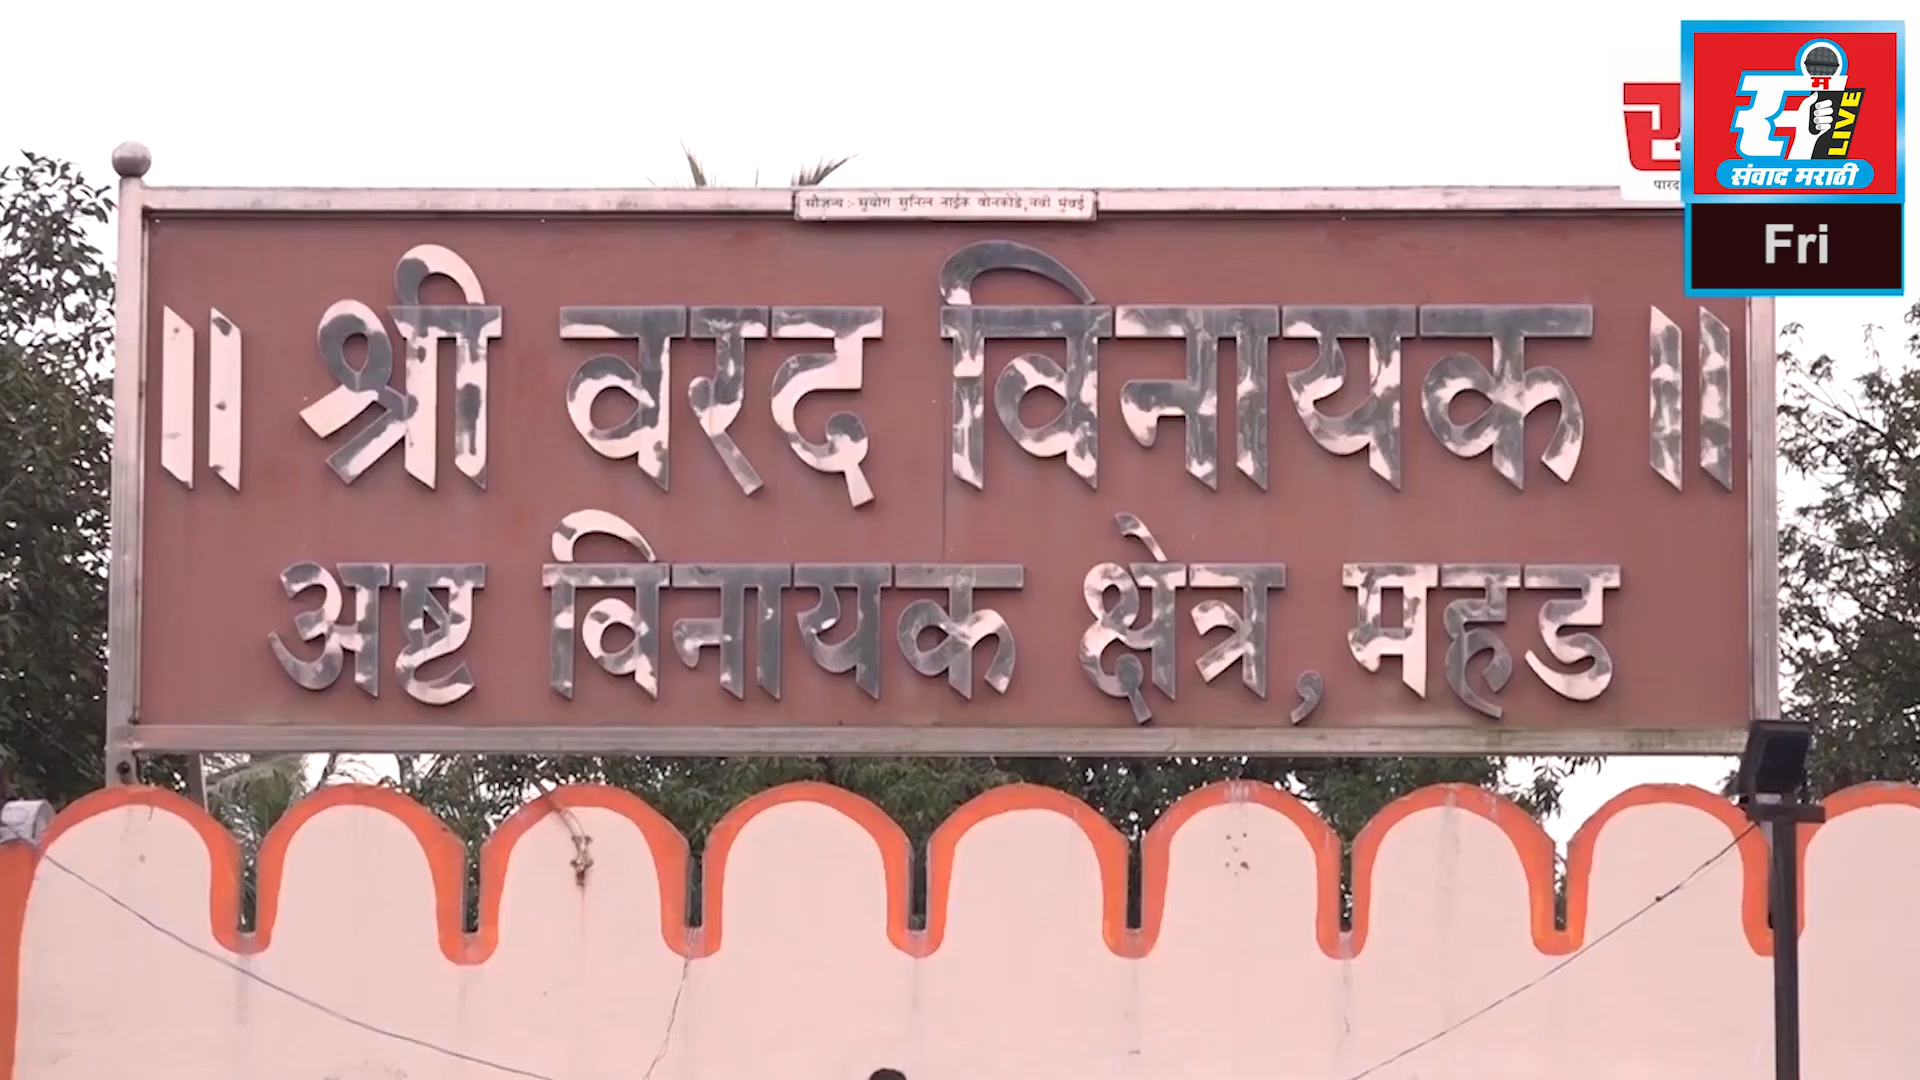 सौजन्य :- सुयोग सुनिल नाईक बोनकोडे, नवी मुंबई
॥ श्री वरद विनायक ॥
अष्ट विनायक क्षेत्र, महड
स
म
LIVE
संवाद मराठी
Fri